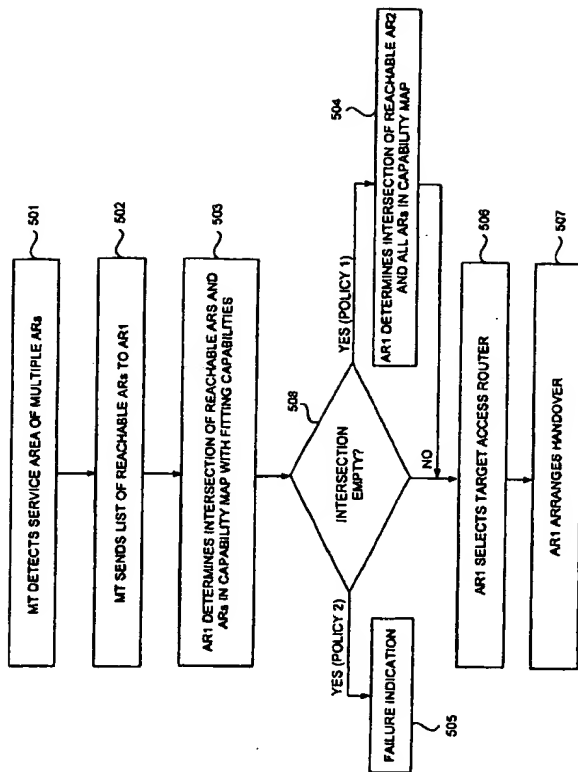 501
MT DETECTS SERVICE AREA OF MULTIPLE ARs
502
MT SENDS LIST OF REACHABLE ARs TO AR1
503
AR1 DETERMINES INTERSECTION OF REACHABLE ARS AND
ARs IN CAPABILITY MAP WITH FITTING CAPABILITIES
508
INTERSECTION
EMPTY?
YES (POLICY 1)
504
AR1 DETERMINES INTERSECTION OF REACHABLE AR2
AND ALL ARs IN CAPABILITY MAP
YES (POLICY 2)
FAILURE INDICATION
505
NO
506
AR1 SELECTS TARGET ACCESS ROUTER
507
AR1 ARRANGES HANDOVER